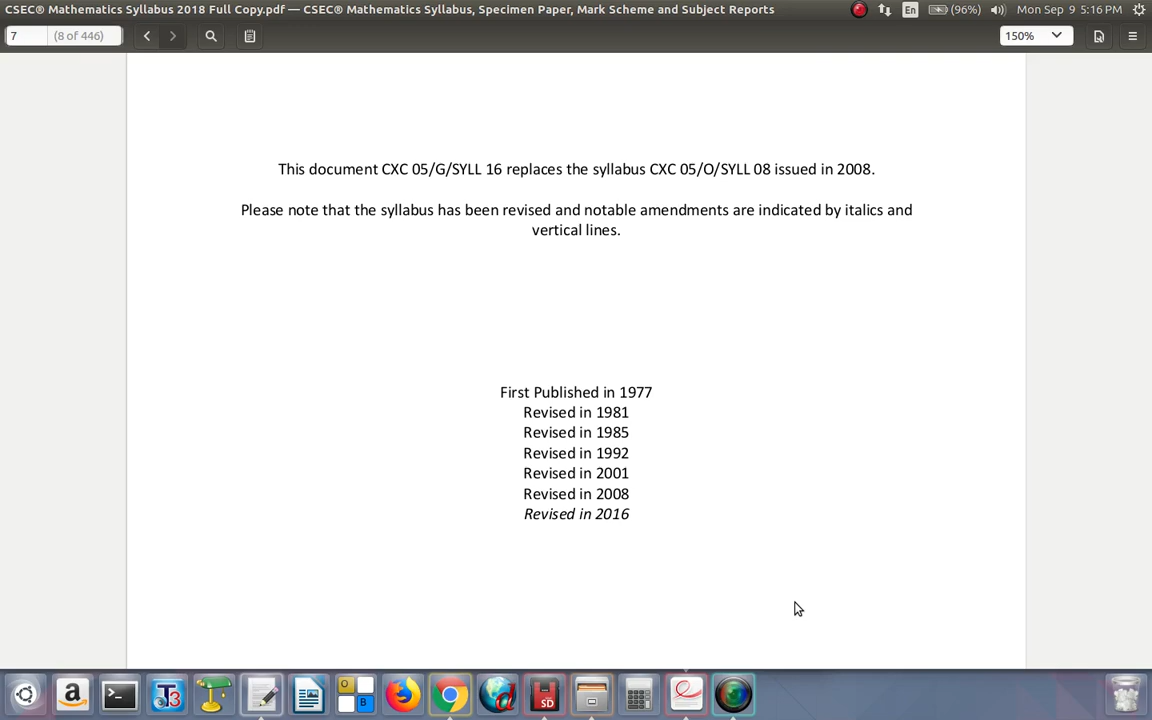 CSEC® Mathematics Syllabus 2018 Full Copy.pdf — CSEC® Mathematics Syllabus, Specimen Paper, Mark Scheme and Subject Reports
En (96%) Mon Sep 9 5:16 PM
7 (8 of 446) 150%
This document CXC 05/G/SYLL 16 replaces the syllabus CXC 05/O/SYLL 08 issued in 2008.
Please note that the syllabus has been revised and notable amendments are indicated by italics and
vertical lines.
First Published in 1977
Revised in 1981
Revised in 1985
Revised in 1992
Revised in 2001
Revised in 2008
Revised in 2016
a >_ T3 O B d SD